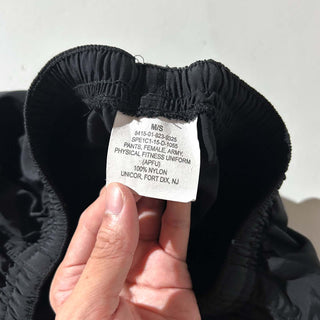 M/S
8415-01-623-5325
SPE1C1-15-D-1055
PANTS, FEMALE, ARMY
PHYSICAL FITNESS UNIFORM
(APFU)
100% NYLON
UNICOR, FORT DIX, NJ